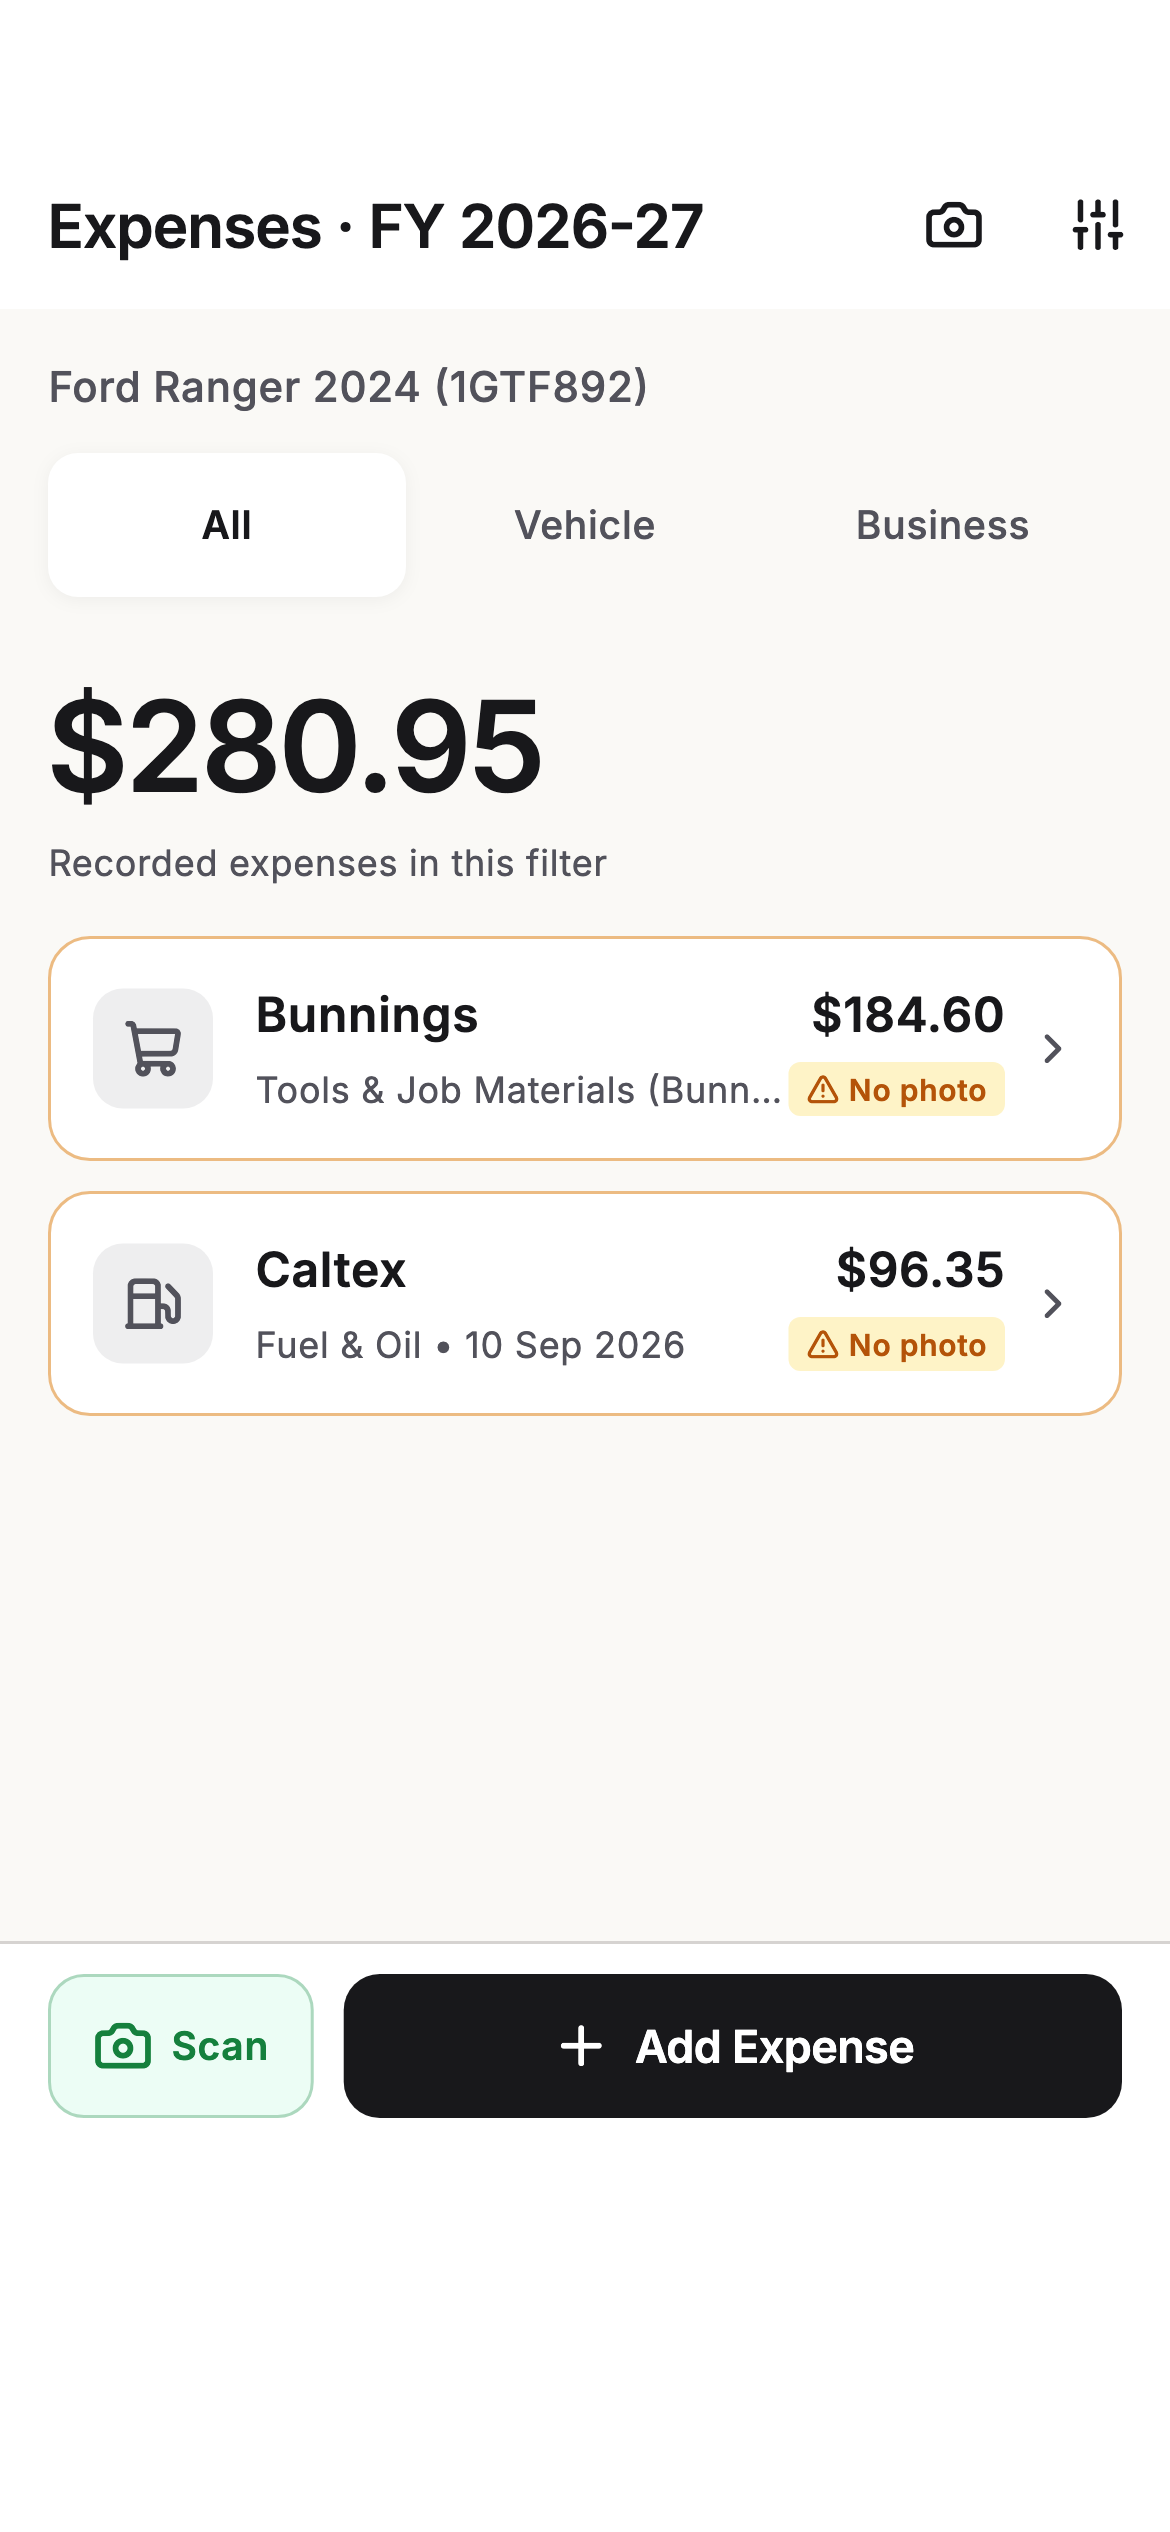 Expenses · FY 2026-27
Ford Ranger 2024 (1GTF892)
All Vehicle Business
$280.95
Recorded expenses in this filter
Bunnings $184.60
Tools & Job Materials (Bunn... No photo
Caltex $96.35
Fuel & Oil • 10 Sep 2026 No photo
Scan + Add Expense